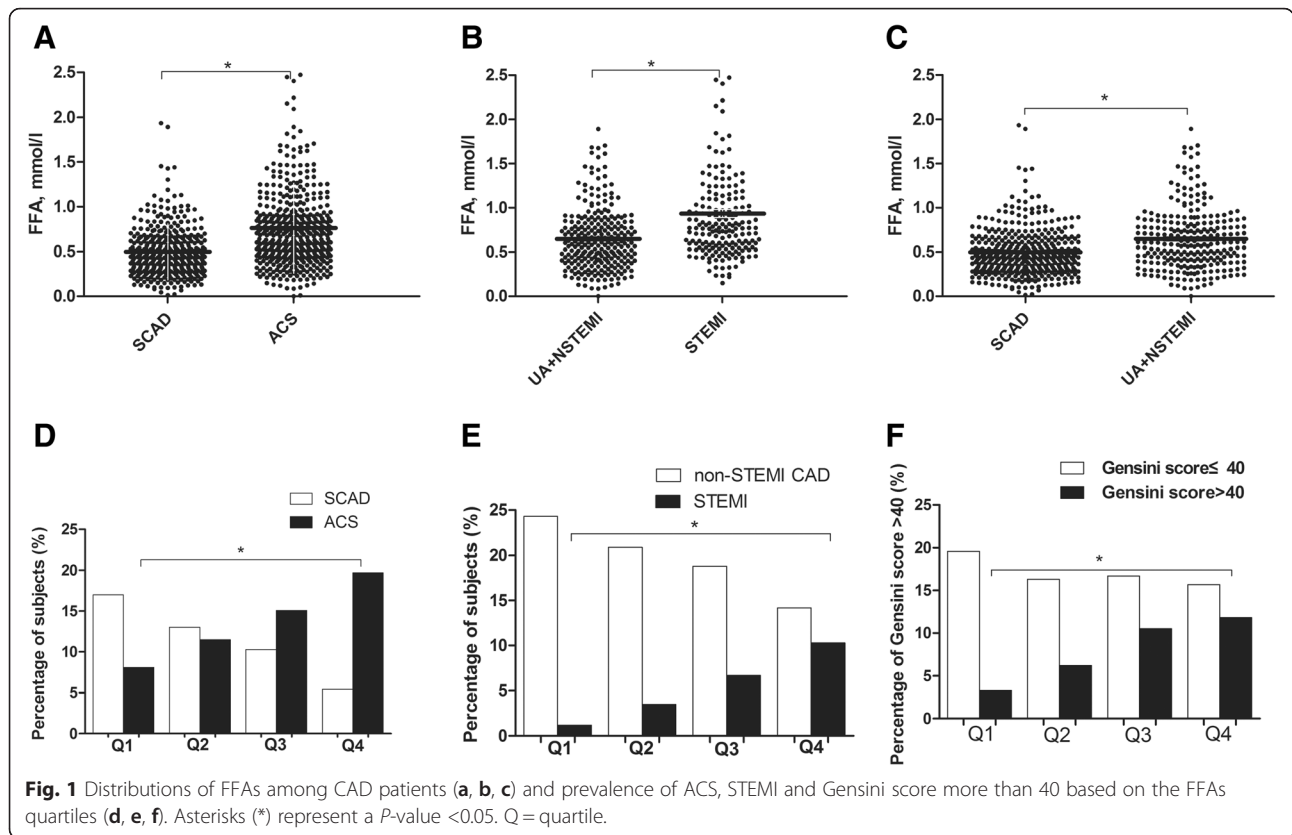 A
*
FFA, mmol/l
2.5
2.0
1.5
1.0
0.5
0.0
SCAD
ACS
B
*
FFA, mmol/l
2.5
2.0
1.5
1.0
0.5
0.0
UA+NSTEMI
STEMI
C
*
FFA, mmol/l
2.5
2.0
1.5
1.0
0.5
0.0
SCAD
UA+NSTEMI
D
SCAD
ACS
*
Percentage of subjects (%)
25
20
15
10
5
0
Q1 Q2 Q3 Q4
E
non-STEMI CAD
STEMI
*
Percentage of subjects (%)
25
20
15
10
5
0
Q1 Q2 Q3 Q4
F
Gensini score≤ 40
Gensini score>40
*
Percentage of Gensini score >40 (%)
25
20
15
10
5
0
Q1 Q2 Q3 Q4
Fig. 1 Distributions of FFAs among CAD patients (a, b, c) and prevalence of ACS, STEMI and Gensini score more than 40 based on the FFAs
quartiles (d, e, f). Asterisks (*) represent a P-value <0.05. Q = quartile.